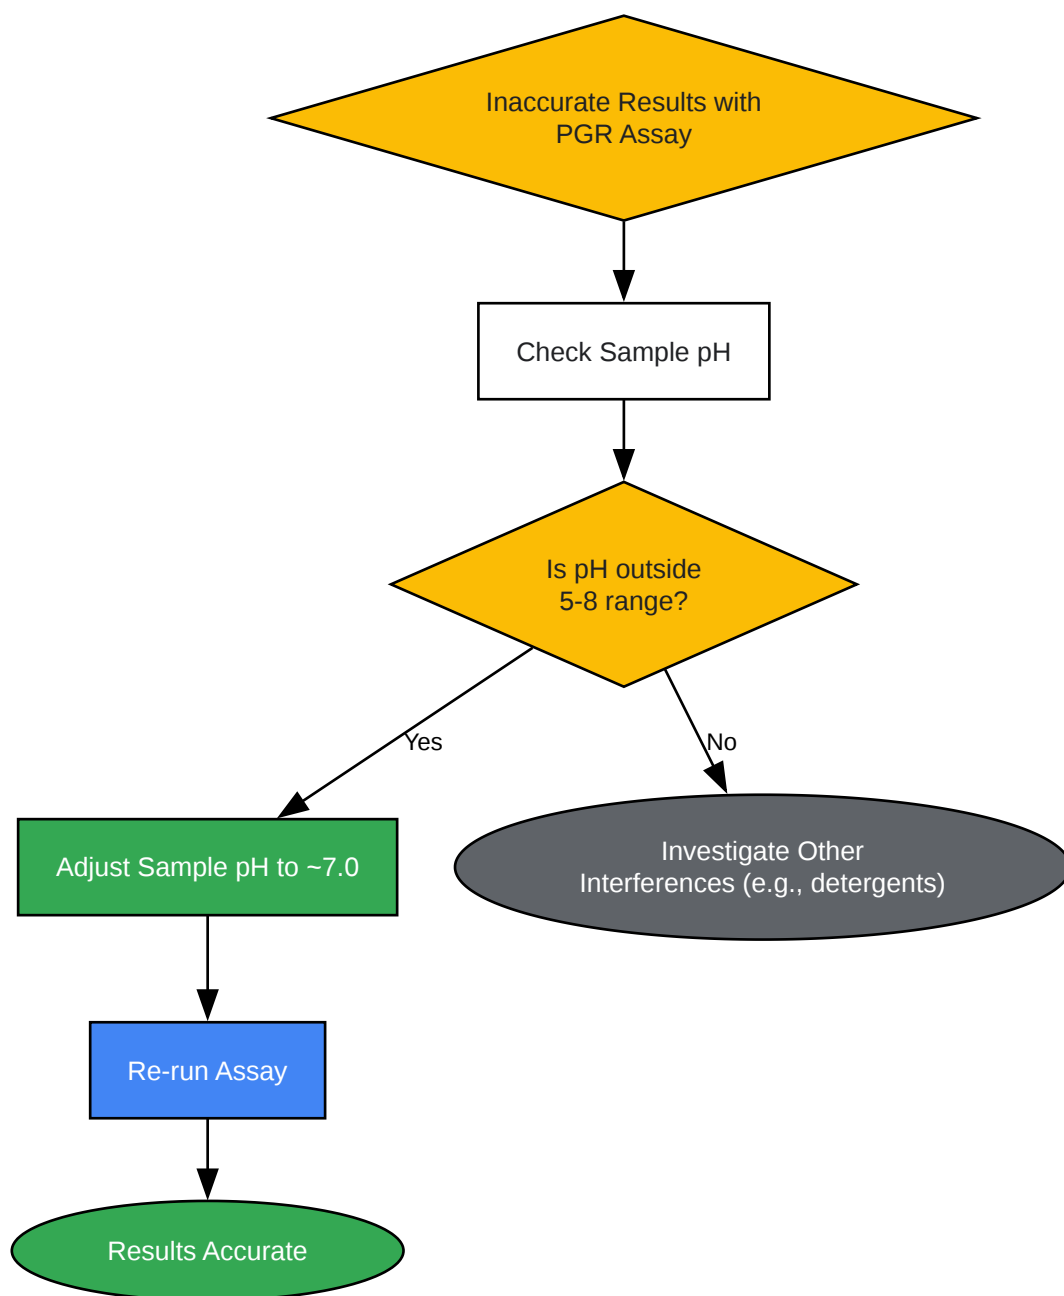 Inaccurate Results with
PGR Assay
Check Sample pH
Is pH outside
5-8 range?
Yes
No
Adjust Sample pH to ~7.0
Investigate Other
Interferences (e.g., detergents)
Re-run Assay
Results Accurate